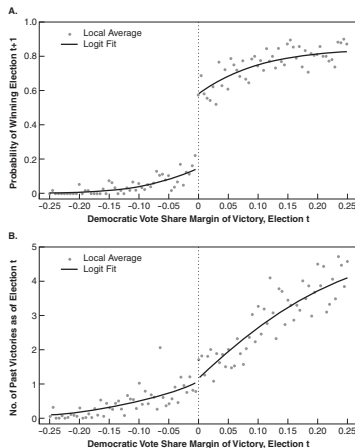 A.
1.0
0.8
0.6
0.4
0.2
0
Probability of Winning Election t+1
Local Average
Logit Fit
−0.25 −0.20 −0.15 −0.10 −0.05 0 0.05 0.10 0.15 0.20 0.25
Democratic Vote Share Margin of Victory, Election t
B.
5
4
3
2
1
0
No. of Past Victories as of Election t
Local Average
Logit Fit
−0.25 −0.20 −0.15 −0.10 −0.05 0 0.05 0.10 0.15 0.20 0.25
Democratic Vote Share Margin of Victory, Election t